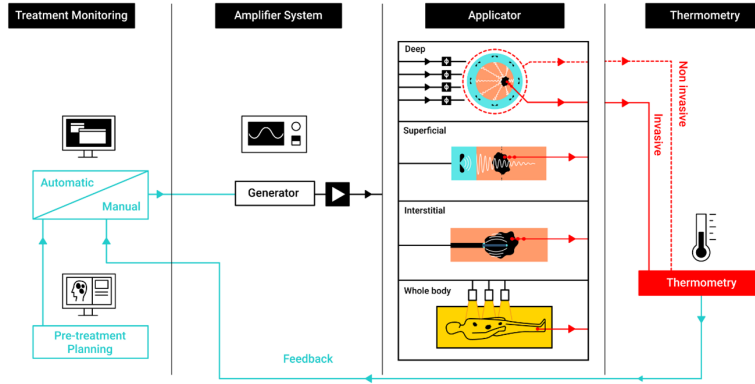 Treatment Monitoring
Amplifier System
Applicator
Thermometry
Deep
Superficial
Interstitial
Whole body
Automatic
Manual
Generator
Pre-treatment
Planning
Feedback
Non invasive
Invasive
Thermometry